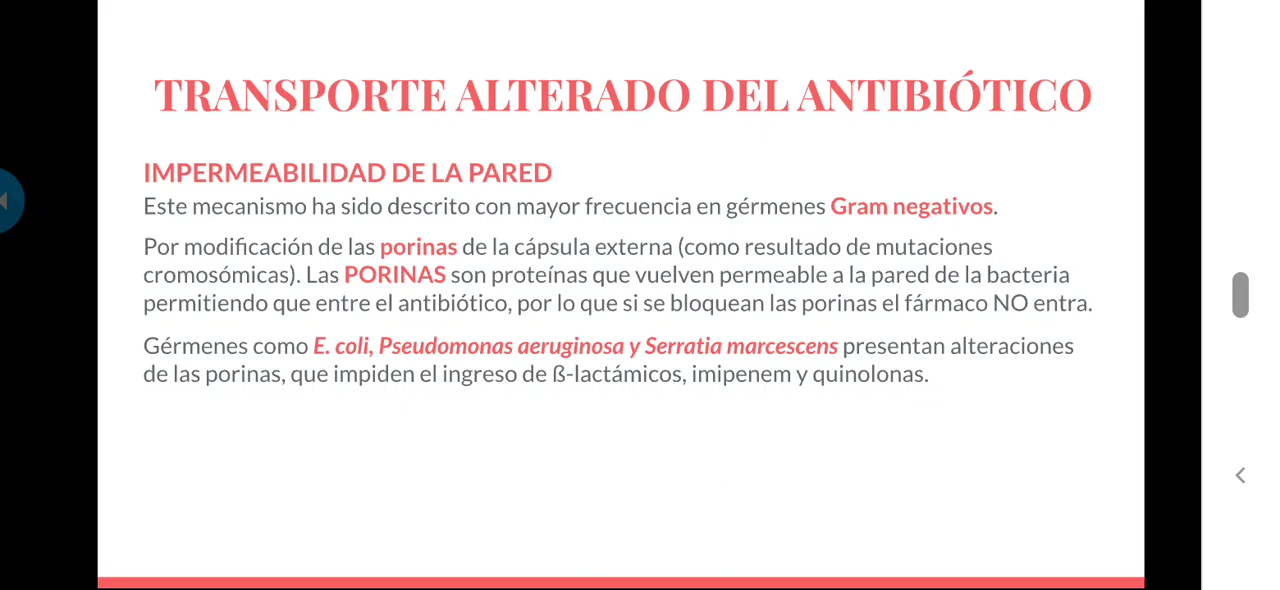 TRANSPORTE ALTERADO DEL ANTIBIÓTICO
IMPERMEABILIDAD DE LA PARED
Este mecanismo ha sido descrito con mayor frecuencia en gérmenes Gram negativos.
Por modificación de las porinas de la cápsula externa (como resultado de mutaciones
cromosómicas). Las PORINAS son proteínas que vuelven permeable a la pared de la bacteria
permitiendo que entre el antibiótico, por lo que si se bloquean las porinas el fármaco NO entra.
Gérmenes como E. coli, Pseudomonas aeruginosa y Serratia marcescens presentan alteraciones
de las porinas, que impiden el ingreso de ß-lactámicos, imipenem y quinolonas.